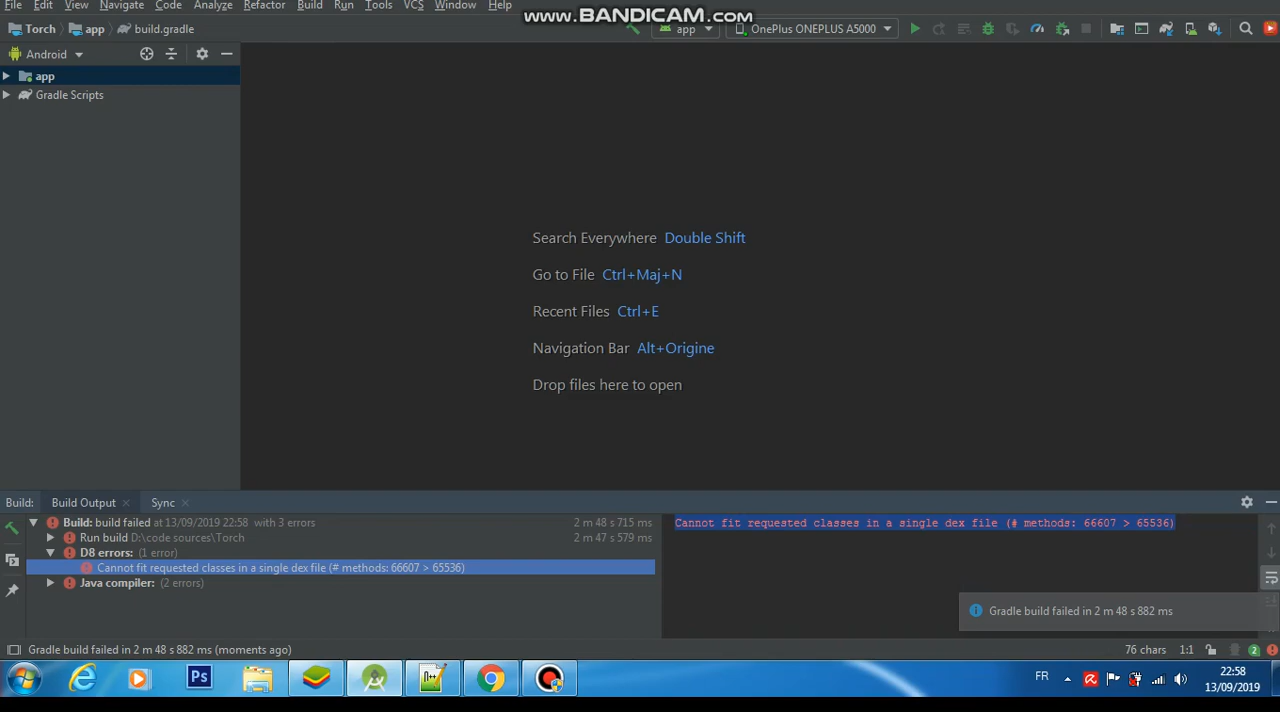 www.BANDICAM.com
File Edit View Navigate Code Analyze Refactor Build Run Tools VCS Window Help
Torch app build.gradle app OnePlus ONEPLUS A5000
Android
app
Gradle Scripts
Search Everywhere Double Shift
Go to File Ctrl+Maj+N
Recent Files Ctrl+E
Navigation Bar Alt+Origine
Drop files here to open
Build: Build Output × Sync ×
Build: build failed at 13/09/2019 22:58 with 3 errors 2 m 48 s 715 ms
Run build D:\code sources\Torch 2 m 47 s 579 ms
D8 errors: (1 error)
Cannot fit requested classes in a single dex file (# methods: 66607 > 65536)
Java compiler: (2 errors)
Cannot fit requested classes in a single dex file (# methods: 66607 > 65536)
Gradle build failed in 2 m 48 s 882 ms
Gradle build failed in 2 m 48 s 882 ms (moments ago) 76 chars 1:1 2
Ps FR 22:58
13/09/2019